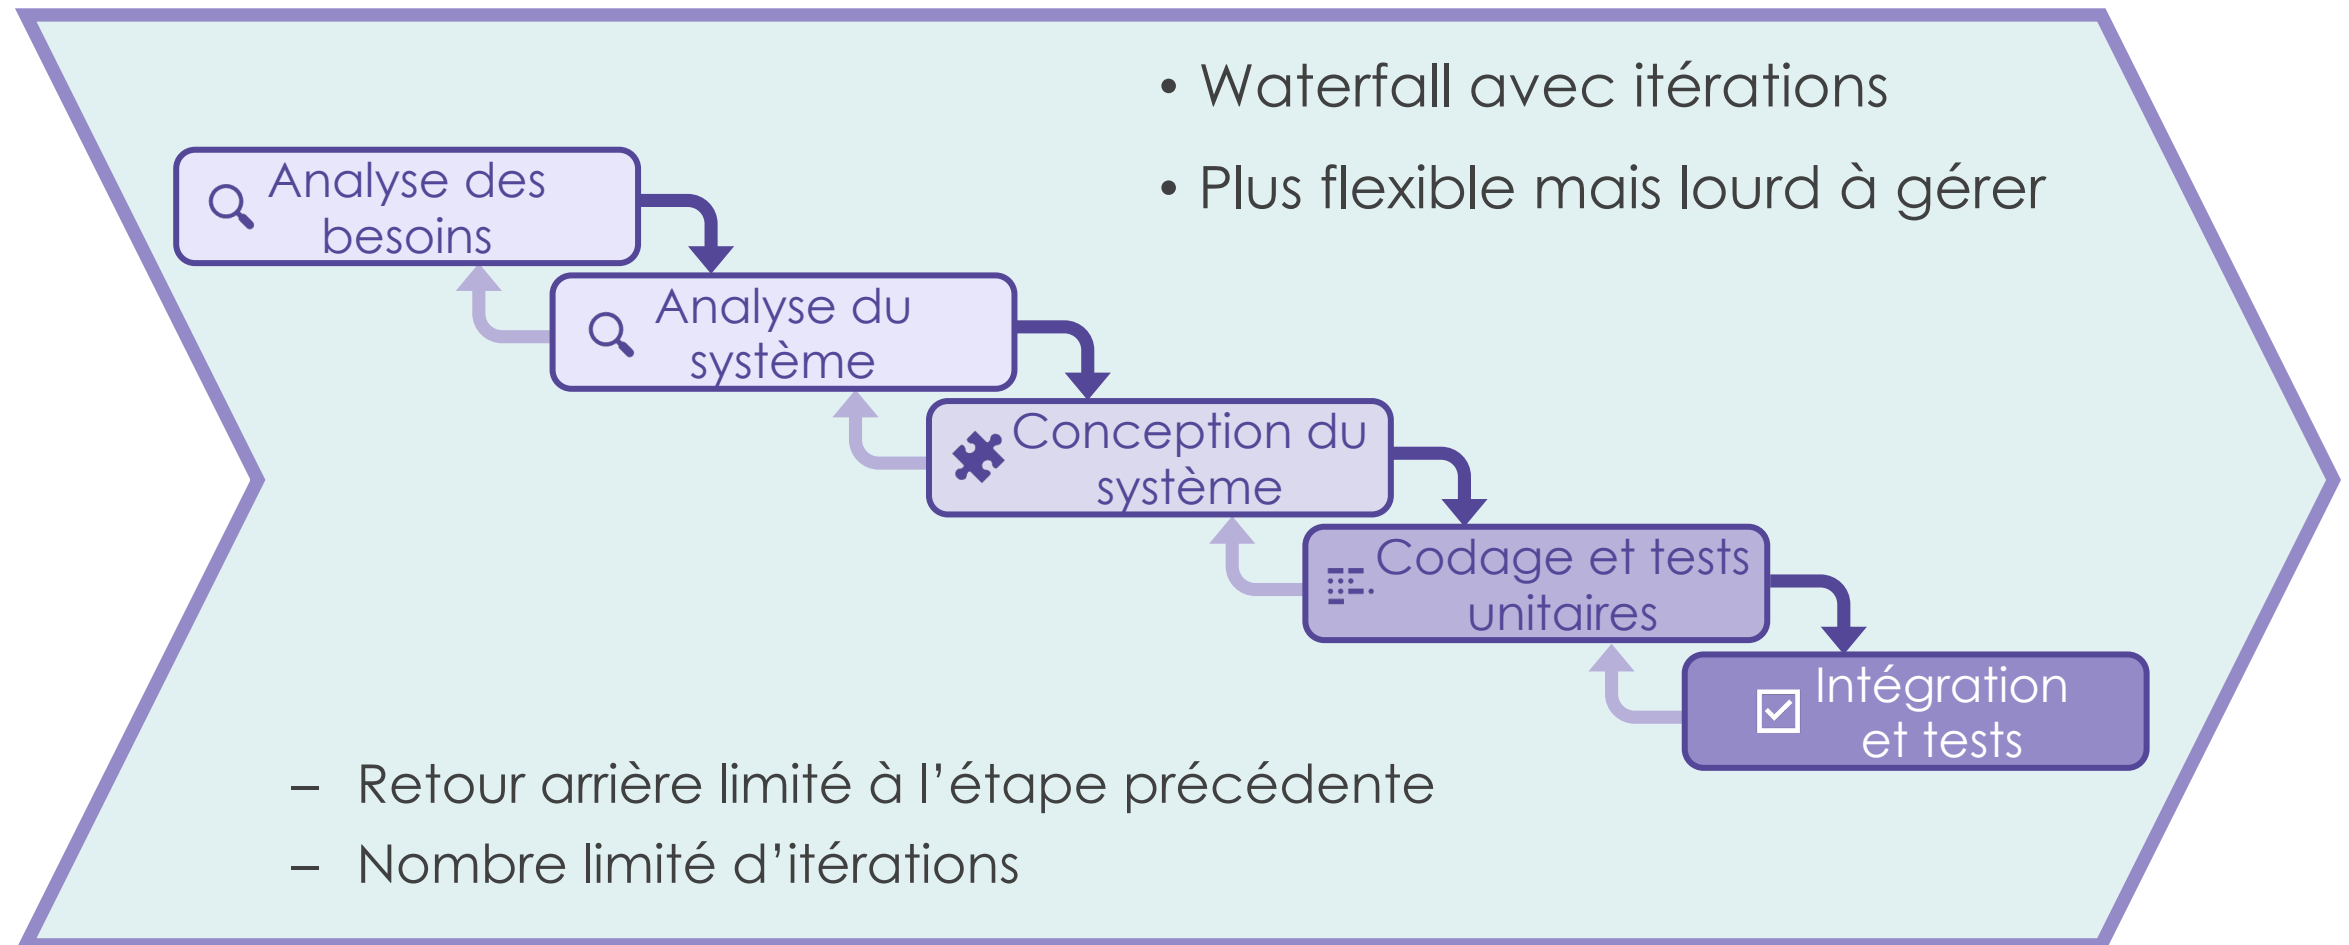 • Waterfall avec itérations
• Plus flexible mais lourd à gérer
Analyse des
besoins
Analyse du
système
Conception du
système
Codage et tests
unitaires
Intégration
et tests
– Retour arrière limité à l’étape précédente
– Nombre limité d’itérations